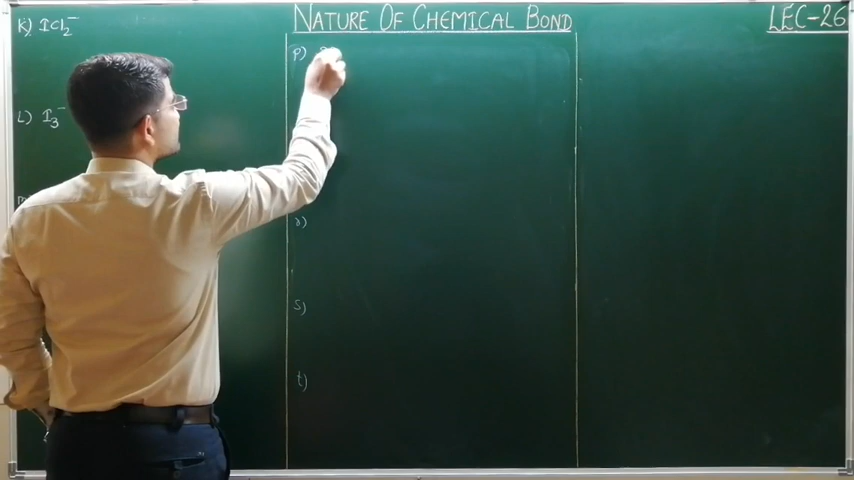 K) ICl₂⁻
NATURE OF CHEMICAL BOND
LEC-26
L) I₃⁻
p)
r)
s)
t)